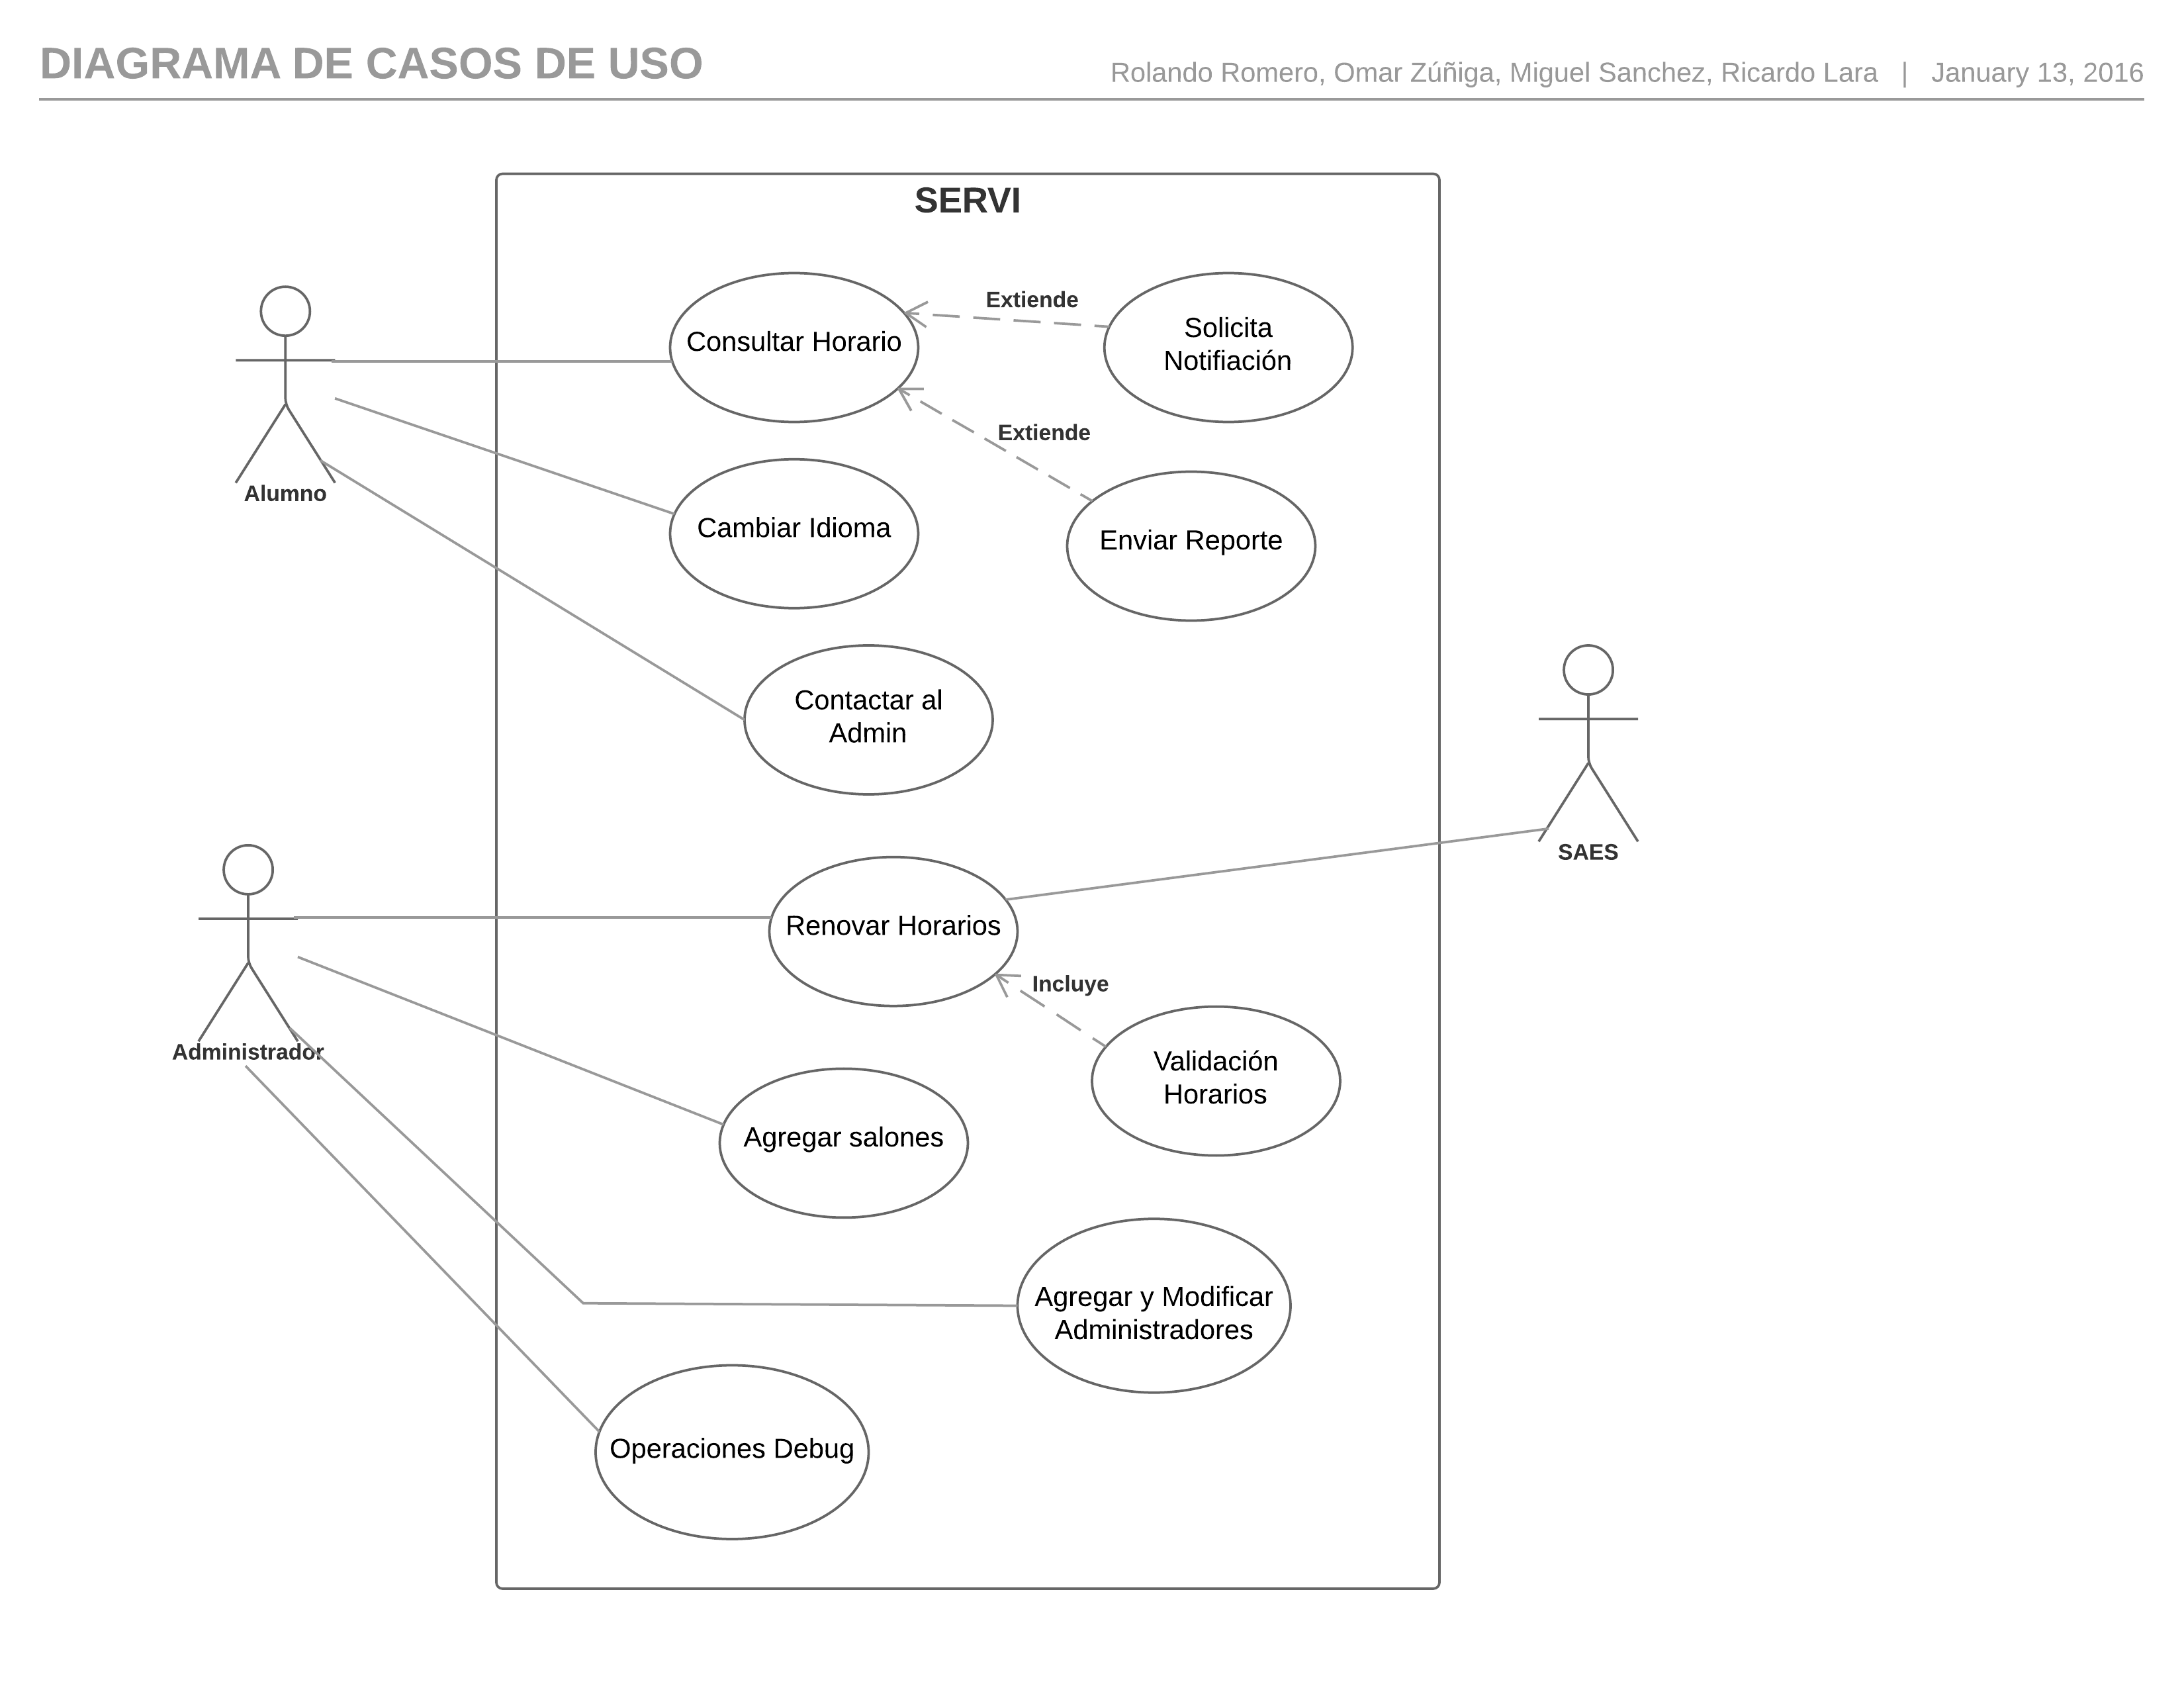 DIAGRAMA DE CASOS DE USO
Rolando Romero, Omar Zúñiga, Miguel Sanchez, Ricardo Lara | January 13, 2016
SERVI
Consultar Horario
Extiende
Solicita
Notifiación
Extiende
Alumno
Cambiar Idioma
Enviar Reporte
Contactar al
Admin
SAES
Renovar Horarios
Incluye
Administrador
Validación
Horarios
Agregar salones
Agregar y Modificar
Administradores
Operaciones Debug